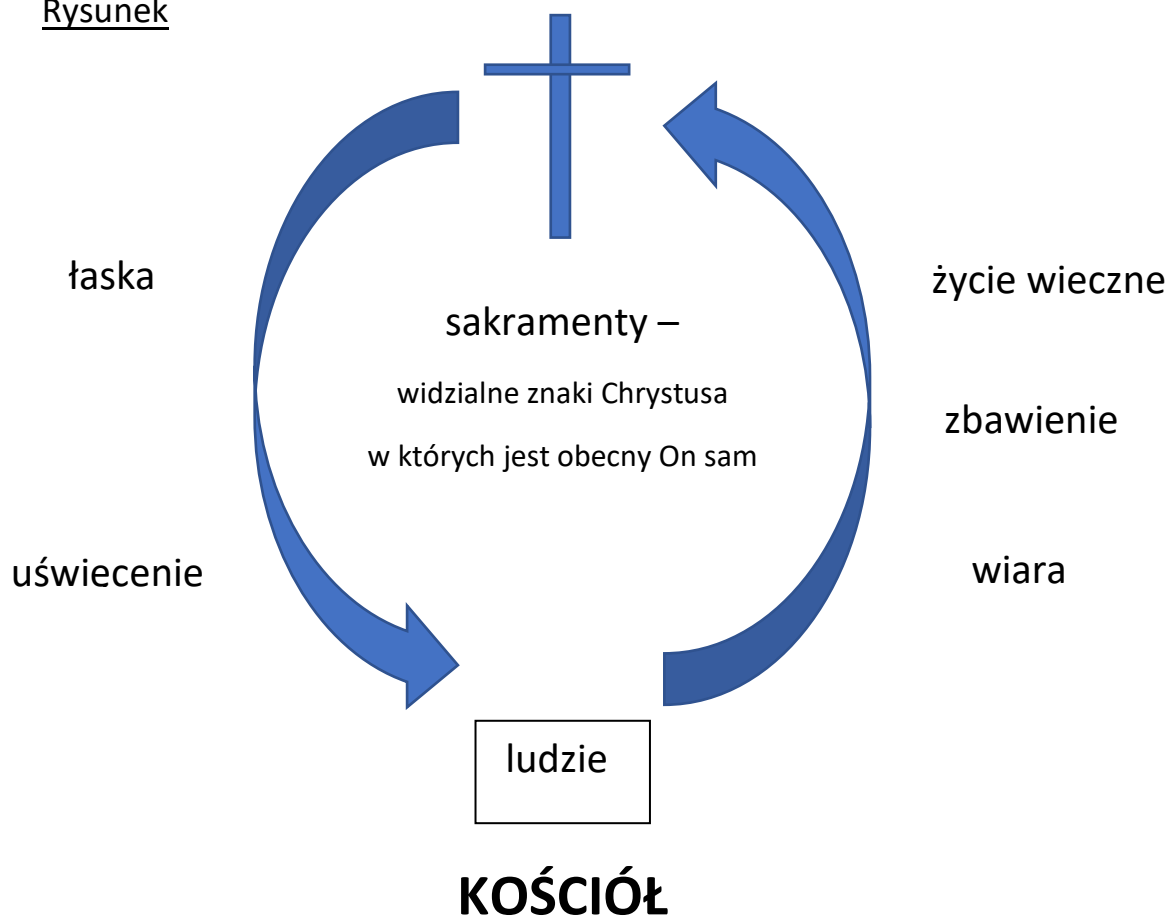 Rysunek
łaska
życie wieczne
sakramenty –
widzialne znaki Chrystusa
zbawienie
w których jest obecny On sam
uświecenie
wiara
ludzie
KOŚCIÓŁ